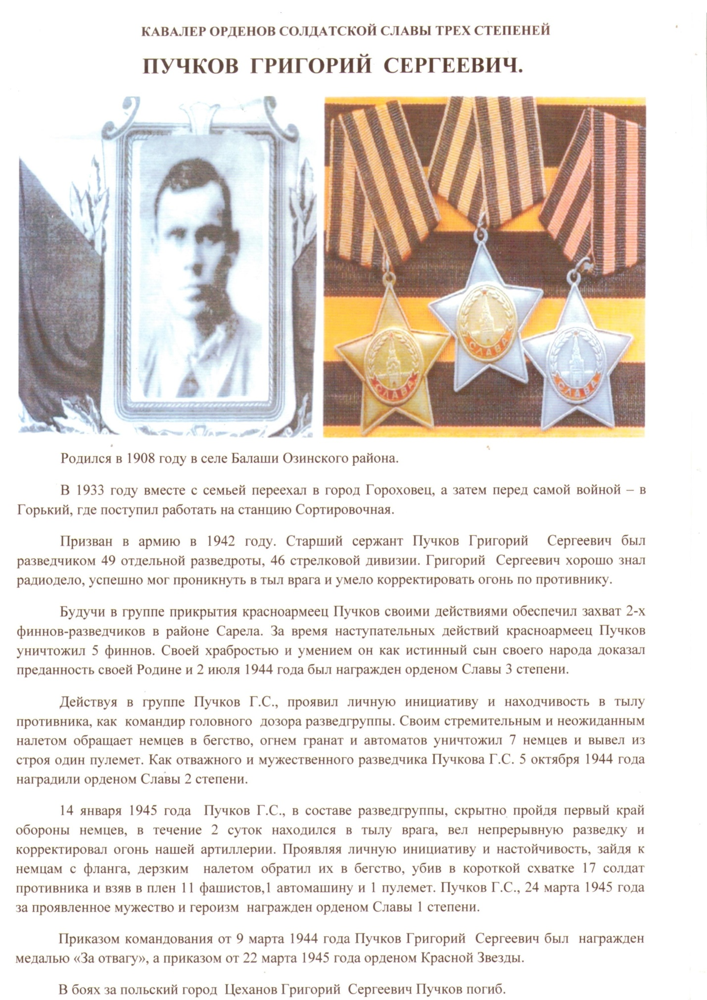 КАВАЛЕР ОРДЕНОВ СОЛДАТСКОЙ СЛАВЫ ТРЕХ СТЕПЕНЕЙ
ПУЧКОВ ГРИГОРИЙ СЕРГЕЕВИЧ.
СЛАВА
СЛАВА
СЛАВА
Родился в 1908 году в селе Балаши Озинского района.
В 1933 году вместе с семьей переехал в город Гороховец, а затем перед самой войной – в
Горький, где поступил работать на станцию Сортировочная.
Призван в армию в 1942 году. Старший сержант Пучков Григорий Сергеевич был
разведчиком 49 отдельной разведроты, 46 стрелковой дивизии. Григорий Сергеевич хорошо знал
радиодело, успешно мог проникнуть в тыл врага и умело корректировать огонь по противнику.
Будучи в группе прикрытия красноармеец Пучков своими действиями обеспечил захват 2-х
финнов-разведчиков в районе Сарела. За время наступательных действий красноармеец Пучков
уничтожил 5 финнов. Своей храбростью и умением он как истинный сын своего народа доказал
преданность своей Родине и 2 июля 1944 года был награжден орденом Славы 3 степени.
Действуя в группе Пучков Г.С., проявил личную инициативу и находчивость в тылу
противника, как командир головного дозора разведгруппы. Своим стремительным и неожиданным
налетом обращает немцев в бегство, огнем гранат и автоматов уничтожил 7 немцев и вывел из
строя один пулемет. Как отважного и мужественного разведчика Пучкова Г.С. 5 октября 1944 года
наградили орденом Славы 2 степени.
14 января 1945 года Пучков Г.С., в составе разведгруппы, скрытно пройдя первый край
обороны немцев, в течение 2 суток находился в тылу врага, вел непрерывную разведку и
корректировал огонь нашей артиллерии. Проявляя личную инициативу и настойчивость, зайдя к
немцам с фланга, дерзким налетом обратил их в бегство, убив в короткой схватке 17 солдат
противника и взяв в плен 11 фашистов,1 автомашину и 1 пулемет. Пучков Г.С., 24 марта 1945 года
за проявленное мужество и героизм награжден орденом Славы 1 степени.
Приказом командования от 9 марта 1944 года Пучков Григорий Сергеевич был награжден
медалью «За отвагу», а приказом от 22 марта 1945 года орденом Красной Звезды.
В боях за польский город Цеханов Григорий Сергеевич Пучков погиб.